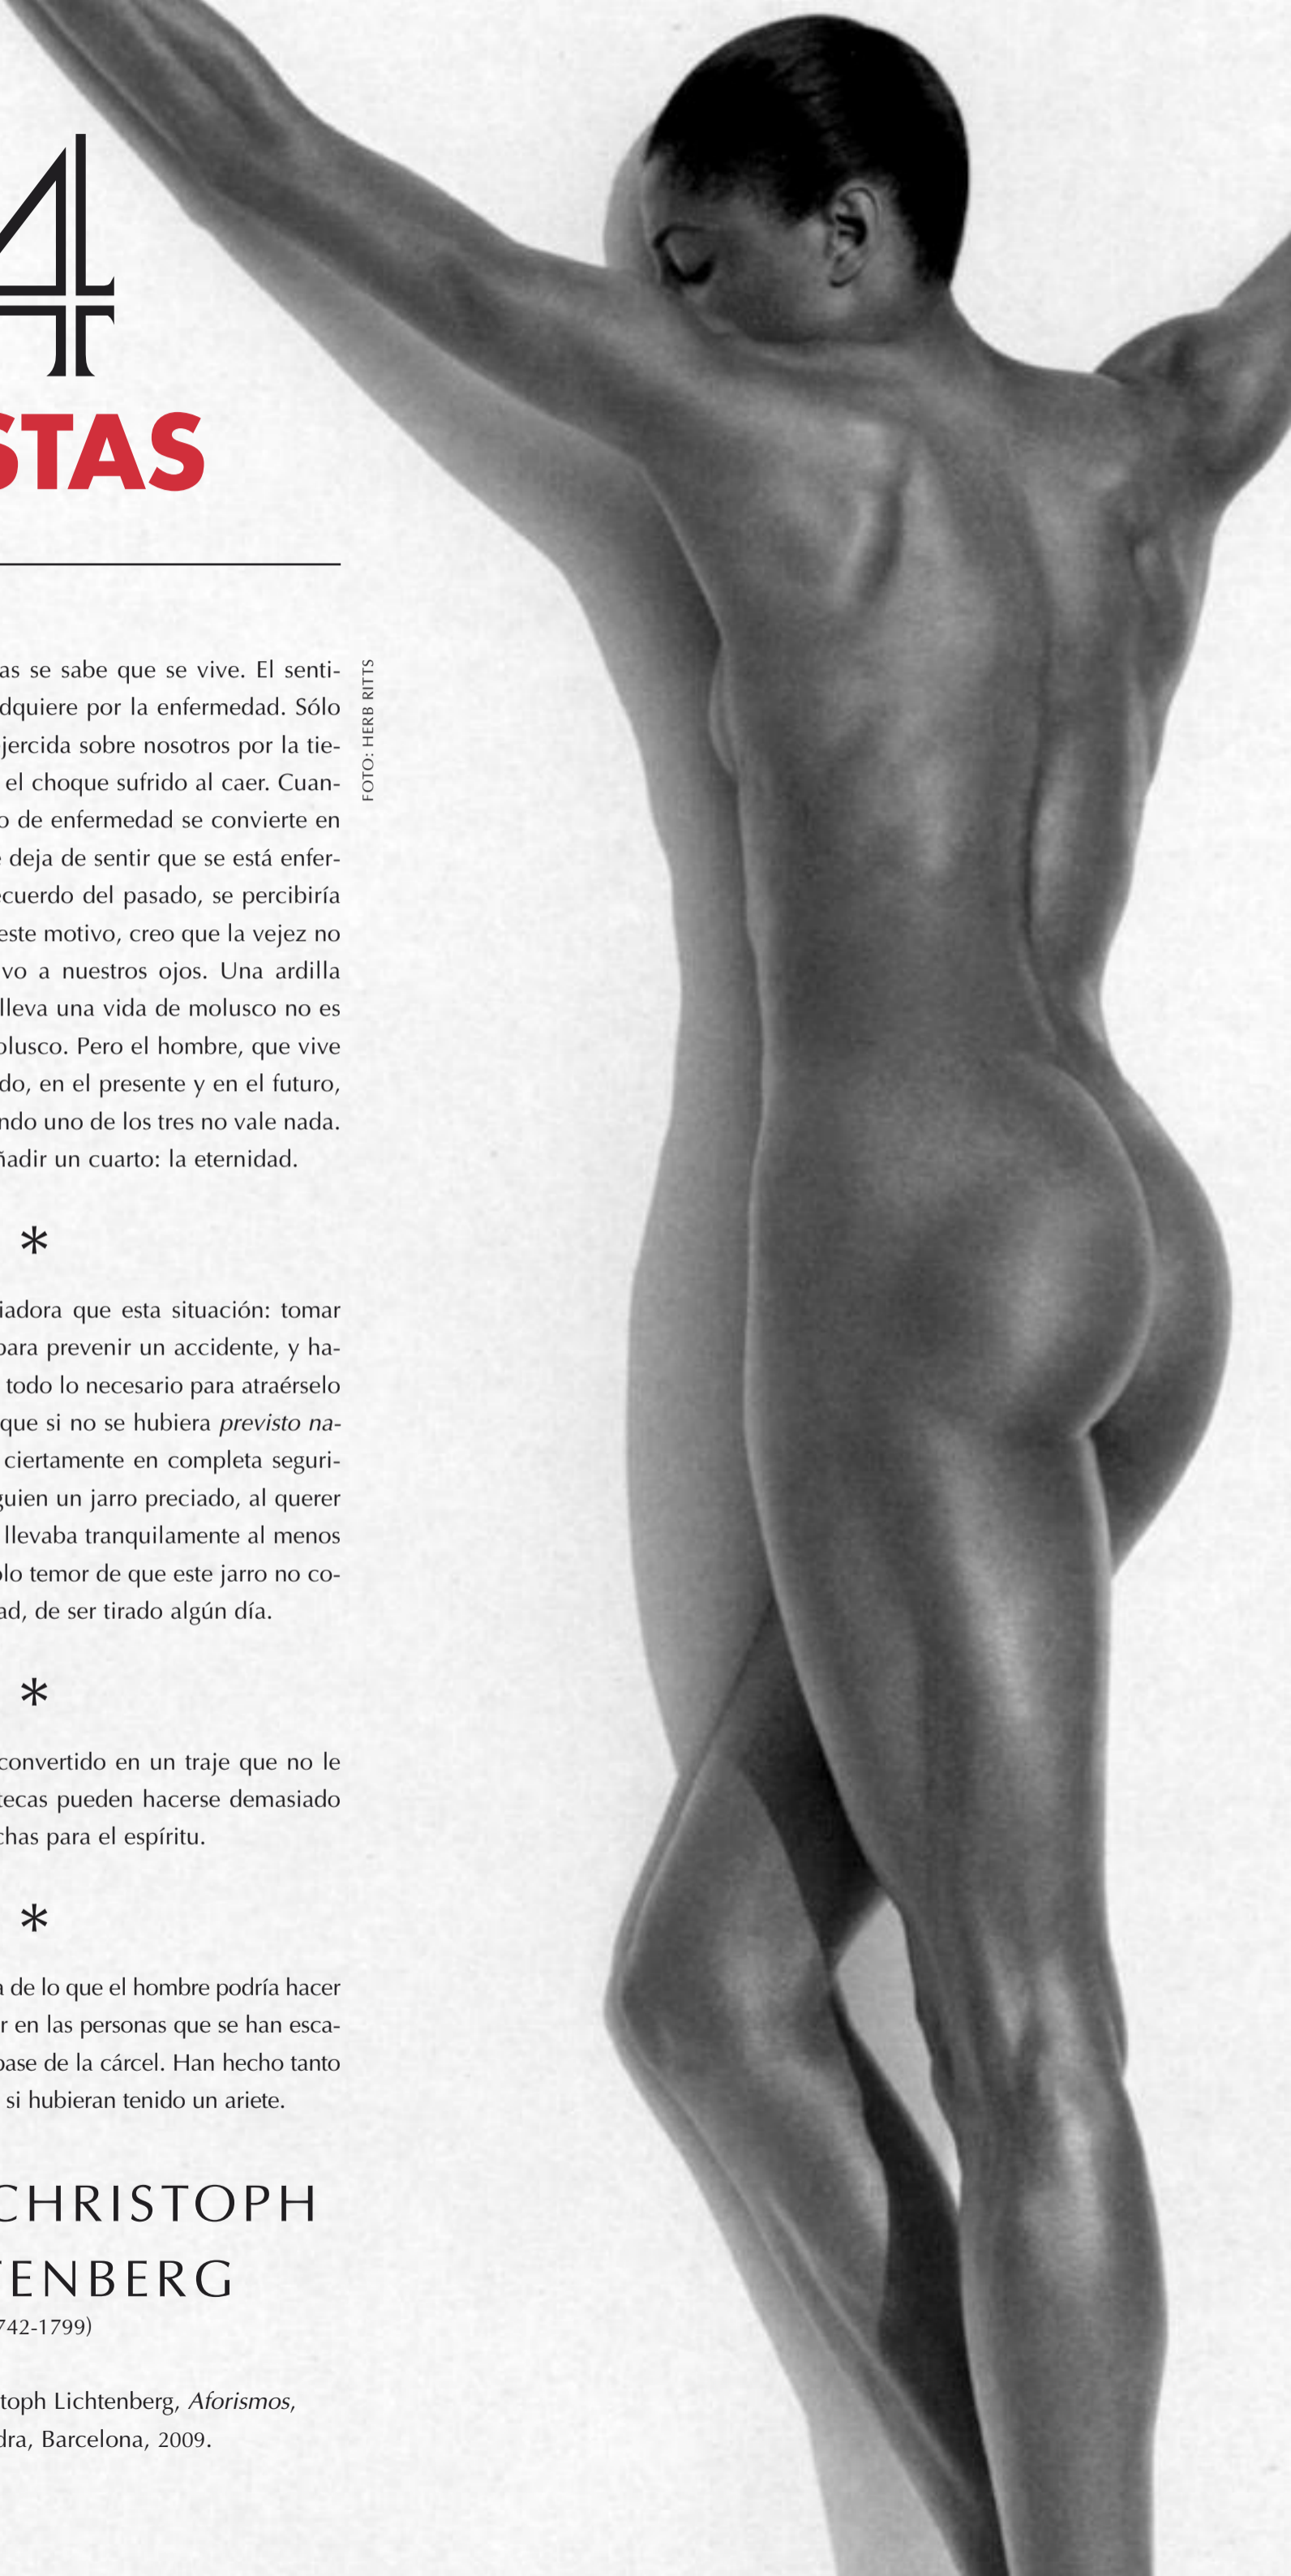 4
STAS
as se sabe que se vive. El senti-
dquiere por la enfermedad. Sólo
jercida sobre nosotros por la tie-
el choque sufrido al caer. Cuan-
o de enfermedad se convierte en
e deja de sentir que se está enfer-
ecuerdo del pasado, se percibiría
este motivo, creo que la vejez no
vo a nuestros ojos. Una ardilla
lleva una vida de molusco no es
olusco. Pero el hombre, que vive
do, en el presente y en el futuro,
ndo uno de los tres no vale nada.
ñadir un cuarto: la eternidad.
*
iadora que esta situación: tomar
para prevenir un accidente, y ha-
todo lo necesario para atraérselo
que si no se hubiera previsto na-
ciertamente en completa seguri-
guien un jarro preciado, al querer
llevaba tranquilamente al menos
olo temor de que este jarro no co-
ad, de ser tirado algún día.
*
convertido en un traje que no le
tecas pueden hacerse demasiado
chas para el espíritu.
*
a de lo que el hombre podría hacer
r en las personas que se han esca-
base de la cárcel. Han hecho tanto
si hubieran tenido un ariete.
CHRISTOPH
TENBERG
742-1799)
toph Lichtenberg, Aforismos,
dra, Barcelona, 2009.
FOTO: HERB RITTS